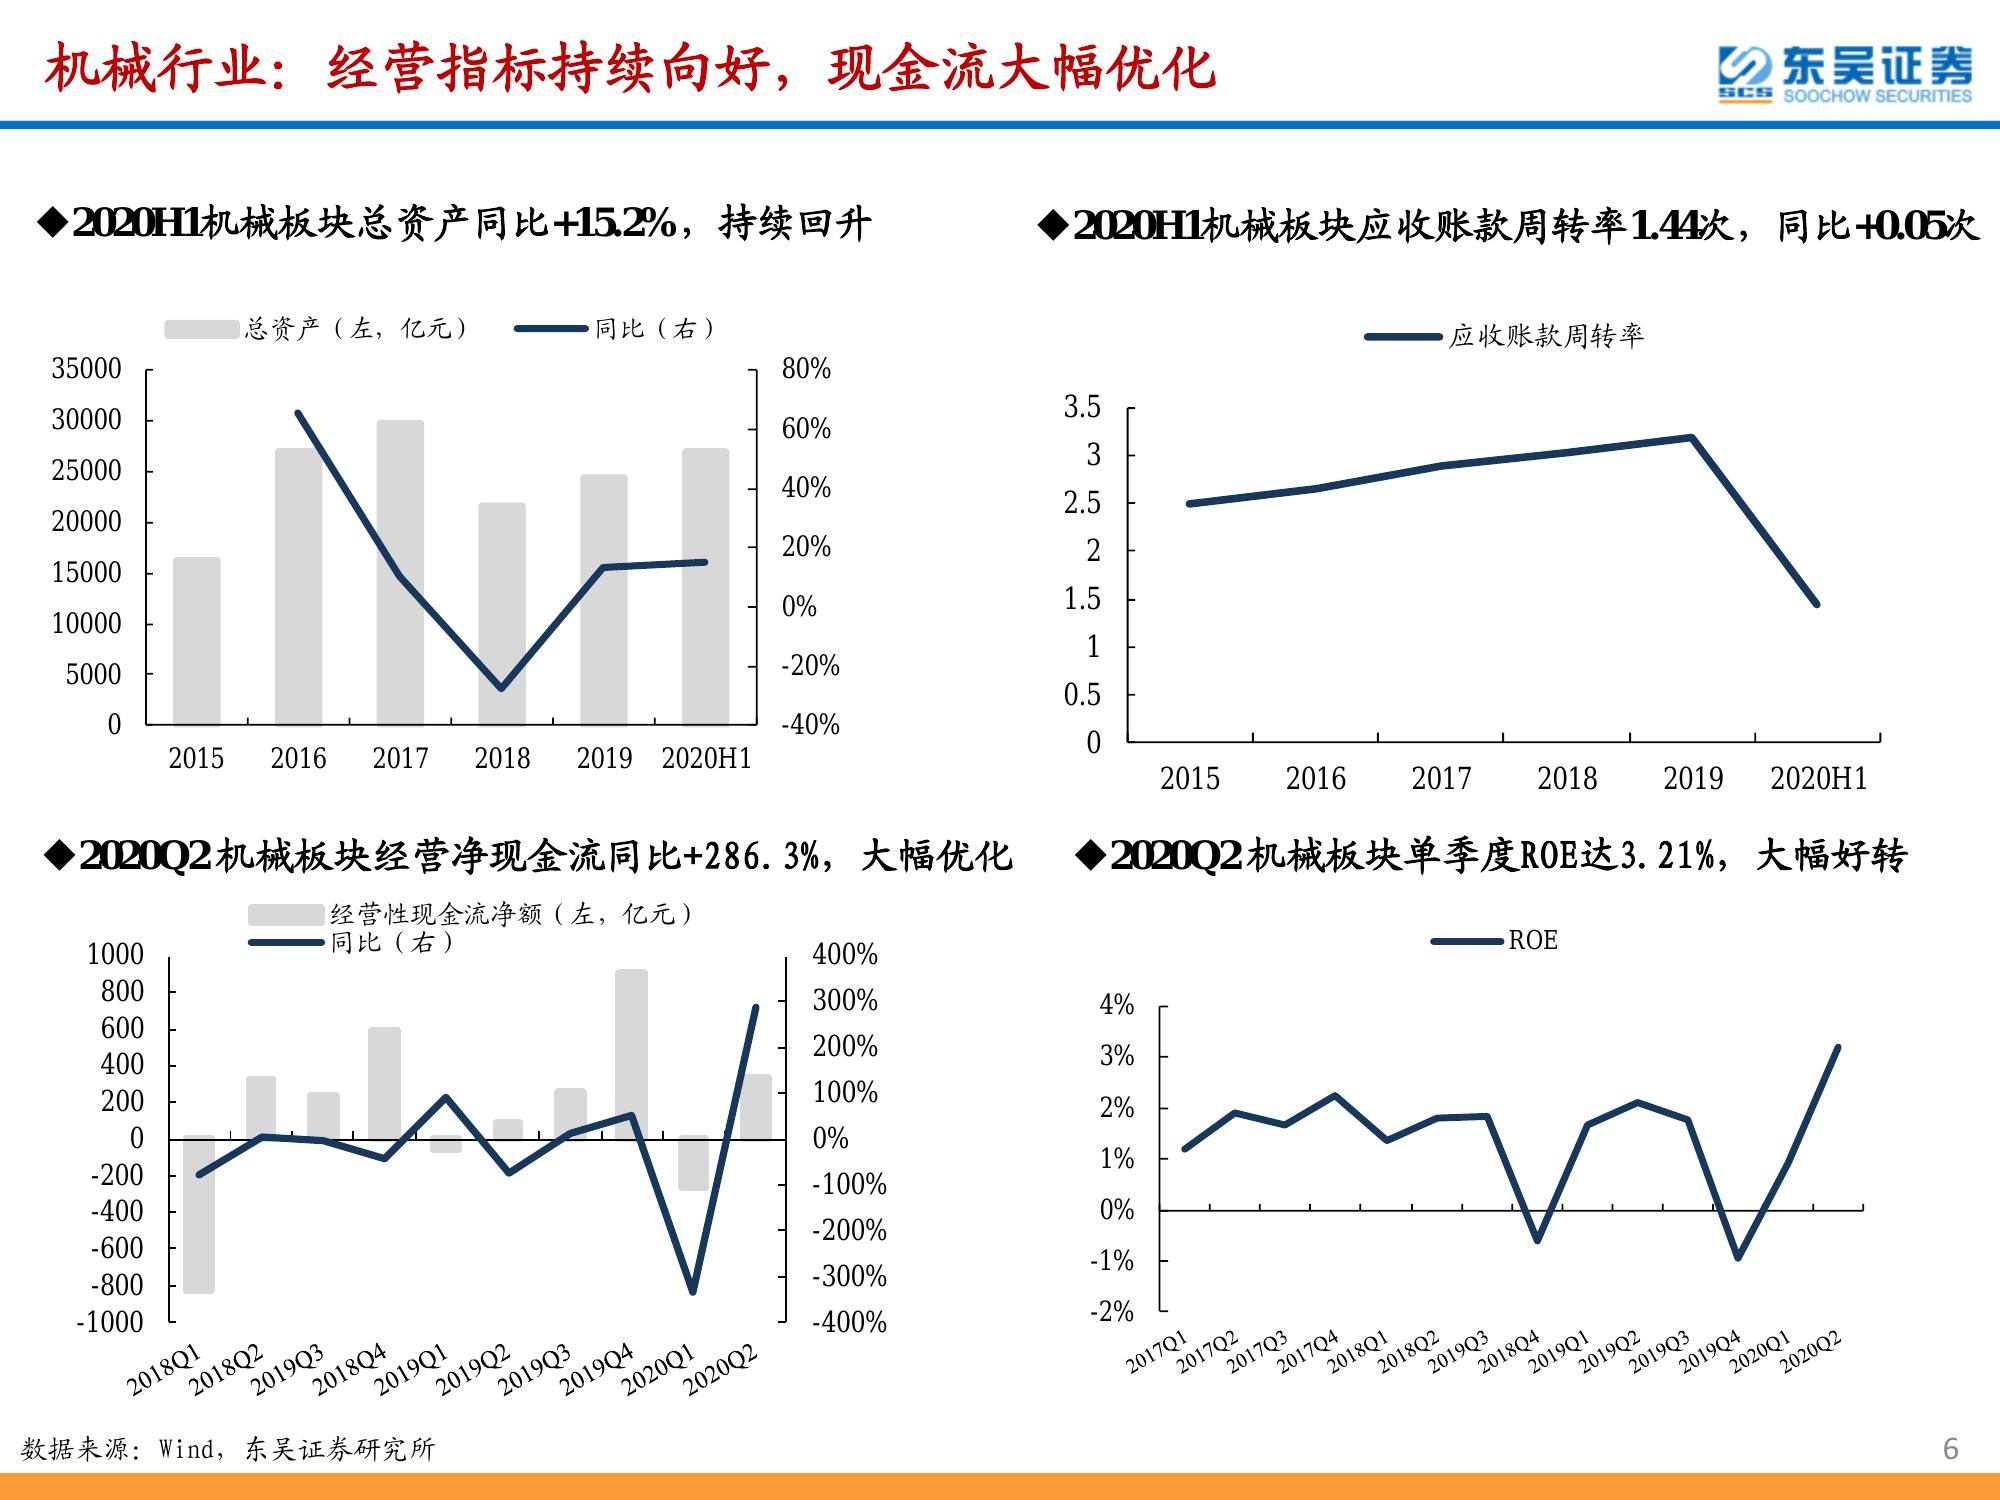 机械行业：经营指标持续向好，现金流大幅优化
东吴证券
SCS
SOOCHOW SECURITIES
◆2020H1机械板块总资产同比+15.2%，持续回升
总资产（左，亿元）
同比（右）
35000
30000
25000
20000
15000
10000
5000
0
80%
60%
40%
20%
0%
-20%
-40%
2015 2016 2017 2018 2019 2020H1
◆2020H1机械板块应收账款周转率1.44次，同比+0.05次
应收账款周转率
3.5
3
2.5
2
1.5
1
0.5
0
2015 2016 2017 2018 2019 2020H1
◆2020Q2机械板块经营净现金流同比+286.3%，大幅优化
经营性现金流净额（左，亿元）
同比（右）
1000
800
600
400
200
0
-200
-400
-600
-800
-1000
400%
300%
200%
100%
0%
-100%
-200%
-300%
-400%
2018Q1 2018Q2 2019Q3 2018Q4 2019Q1 2019Q2 2019Q3 2019Q4 2020Q1 2020Q2
◆2020Q2机械板块单季度ROE达3.21%，大幅好转
ROE
4%
3%
2%
1%
0%
-1%
-2%
2017Q1 2017Q2 2017Q3 2017Q4 2018Q1 2018Q2 2019Q3 2018Q4 2019Q1 2019Q2 2019Q3 2019Q4 2020Q1 2020Q2
数据来源：Wind，东吴证券研究所
6